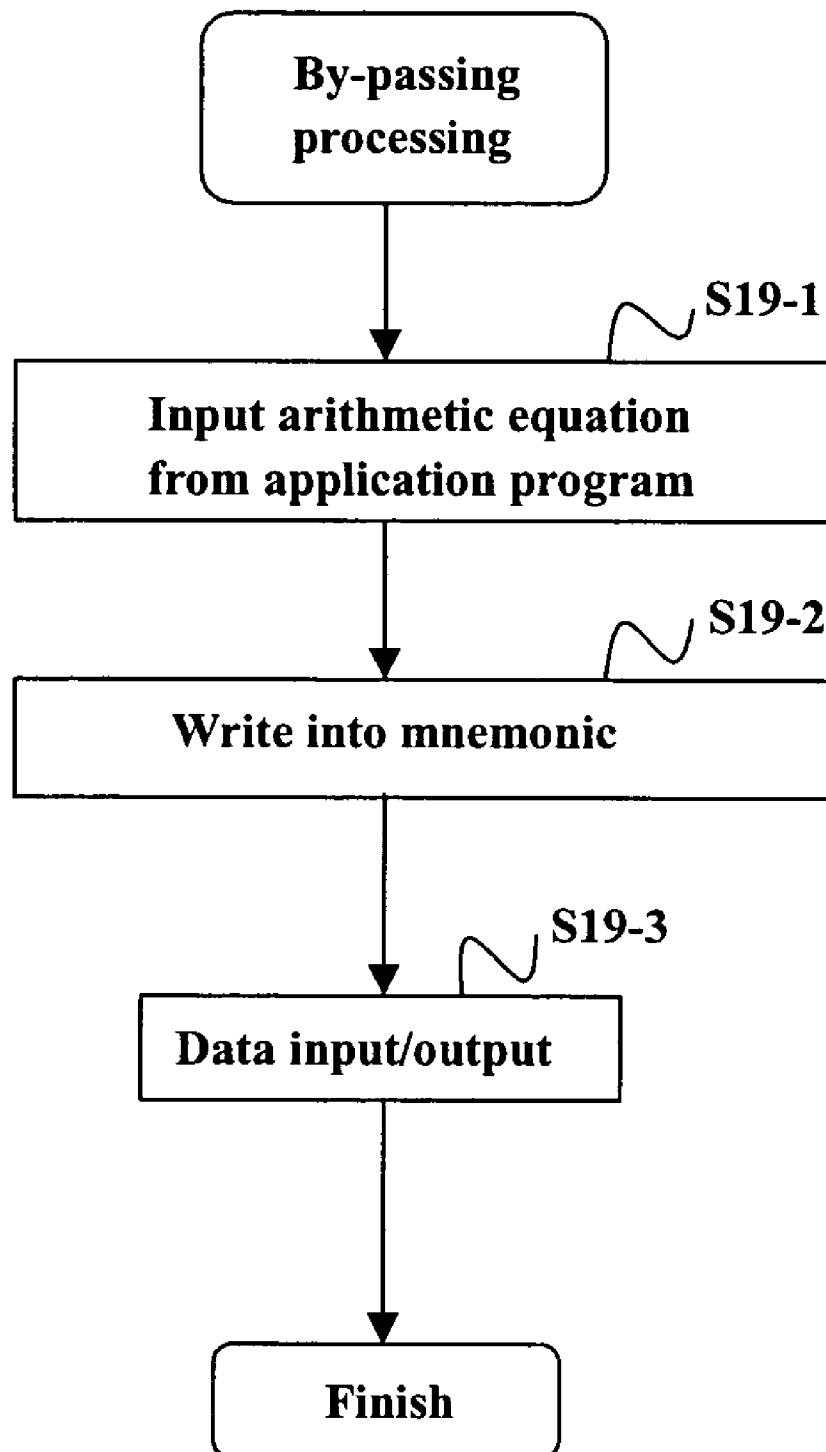 By-passing
processing
S19-1
Input arithmetic equation
from application program
S19-2
Write into mnemonic
S19-3
Data input/output
Finish